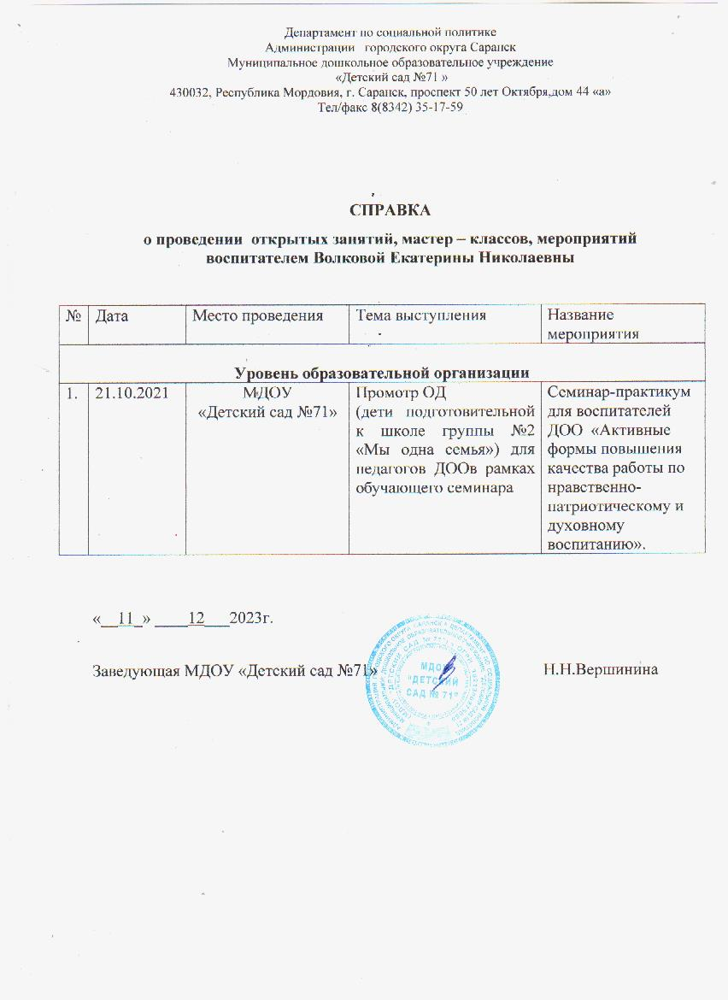 Департамент по социальной политике
Администрации городского округа Саранск
Муниципальное дошкольное образовательное учреждение
«Детский сад №71 »
430032, Республика Мордовия, г. Саранск, проспект 50 лет Октября,дом 44 «а»
Тел/факс 8(8342) 35-17-59
СПРАВКА
о проведении открытых занятий, мастер – классов, мероприятий
воспитателем Волковой Екатерины Николаевны
№ Дата Место проведения Тема выступления Название
мероприятия
Уровень образовательной организации
1. 21.10.2021
МДОУ
«Детский сад №71»
Промотр ОД
(дети подготовительной
к школе группы №2
«Мы одна семья») для
педагогов ДООв рамках
обучающего семинара
Семинар-практикум
для воспитателей
ДОО «Активные
формы повышения
качества работы по
нравственно-
патриотическому и
духовному
воспитанию».
«__11_» ____12___2023г.
Заведующая МДОУ «Детский сад №71»
Н.Н.Вершинина
МДОУ
"ДЕТСКИЙ
САД № 71"